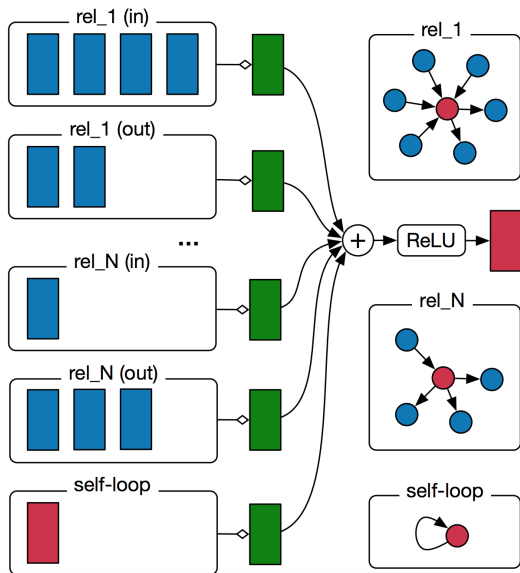 rel_1 (in)
rel_1 (out)
...
rel_N (in)
rel_N (out)
self-loop
+
ReLU
rel_1
rel_N
self-loop